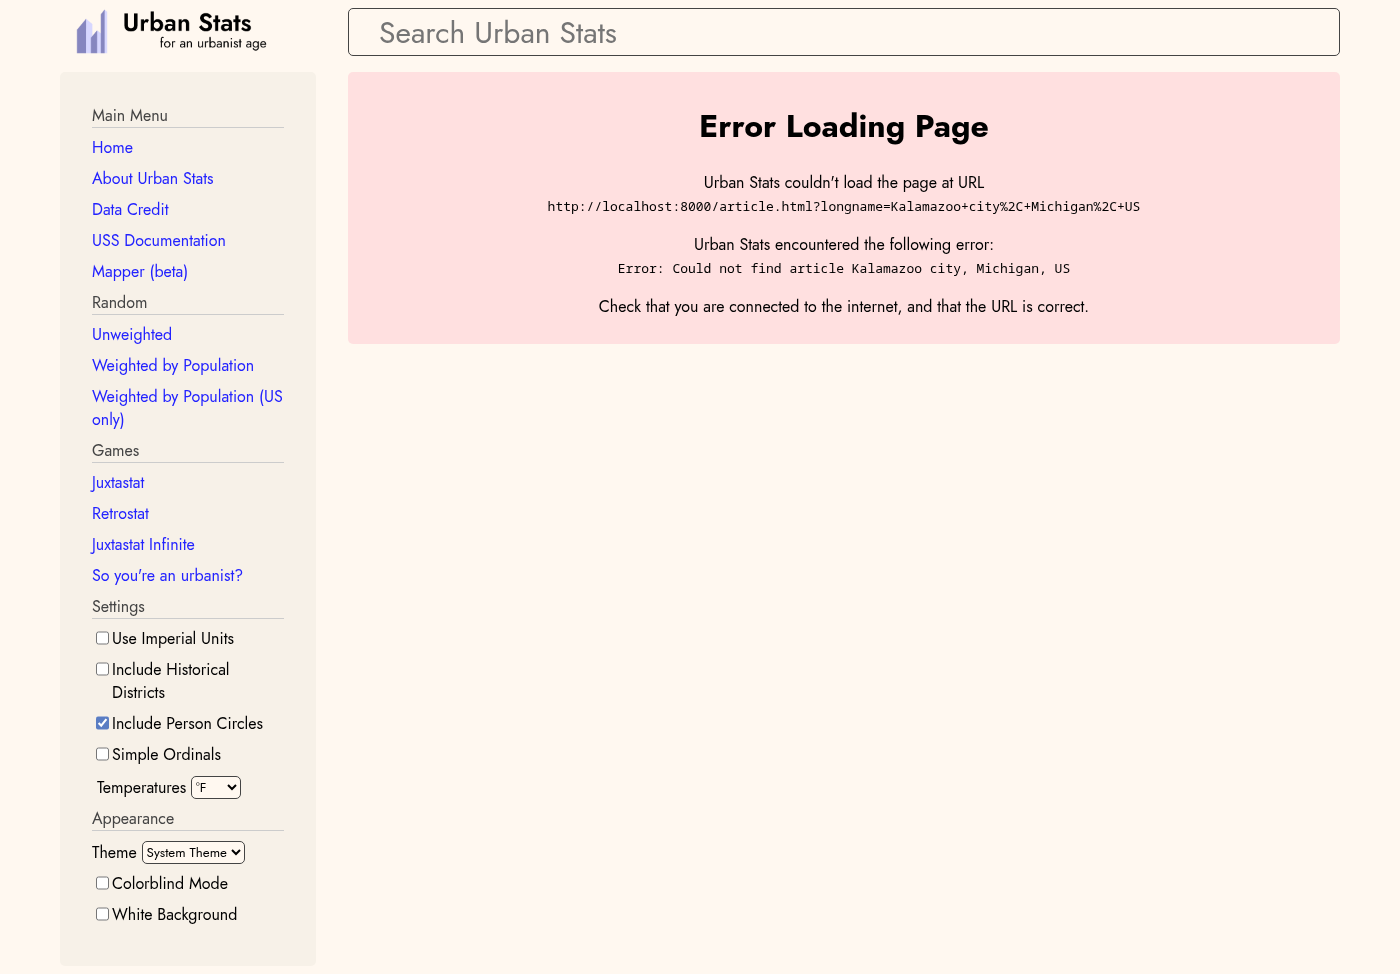 Urban Stats
for an urbanist age
Search Urban Stats
Main Menu
Home
About Urban Stats
Data Credit
USS Documentation
Mapper (beta)
Random
Unweighted
Weighted by Population
Weighted by Population (US
only)
Games
Juxtastat
Retrostat
Juxtastat Infinite
So you're an urbanist?
Settings
Use Imperial Units
Include Historical
Districts
Include Person Circles
Simple Ordinals
Temperatures °F
Appearance
Theme System Theme
Colorblind Mode
White Background
Error Loading Page
Urban Stats couldn't load the page at URL
http://localhost:8000/article.html?longname=Kalamazoo+city%2C+Michigan%2C+US
Urban Stats encountered the following error:
Error: Could not find article Kalamazoo city, Michigan, US
Check that you are connected to the internet, and that the URL is correct.